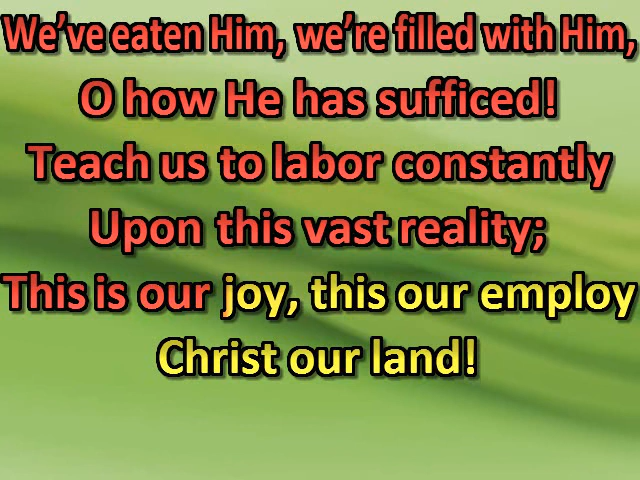 We’ve eaten Him, we’re filled with Him,
O how He has sufficed!
Teach us to labor constantly
Upon this vast reality;
This is our joy, this our employ
Christ our land!